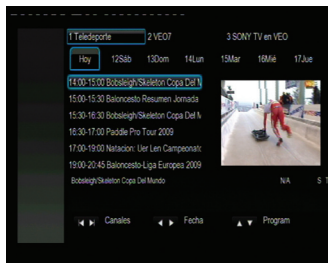 1 Teledeporte 2 VEO7 3 SONY TV en VEO
Hoy 12Sáb 13Dom 14Lun 15Mar 16Mié 17Jue
14:00-15:00 Bobsleigh/Skeleton Copa Del M
15:00-15:30 Baloncesto Resumen Jornada
15:30-16:30 Bobsleigh/Skeleton Copa Del M
16:30-17:00 Paddle Pro Tour 2009
17:00-19:00 Natacion: Uer Len Campeonato
19:00-20:45 Baloncesto-Liga Europea 2009
Bobsleigh/Skeleton Copa Del Mundo N/A S T
Canales Fecha Program